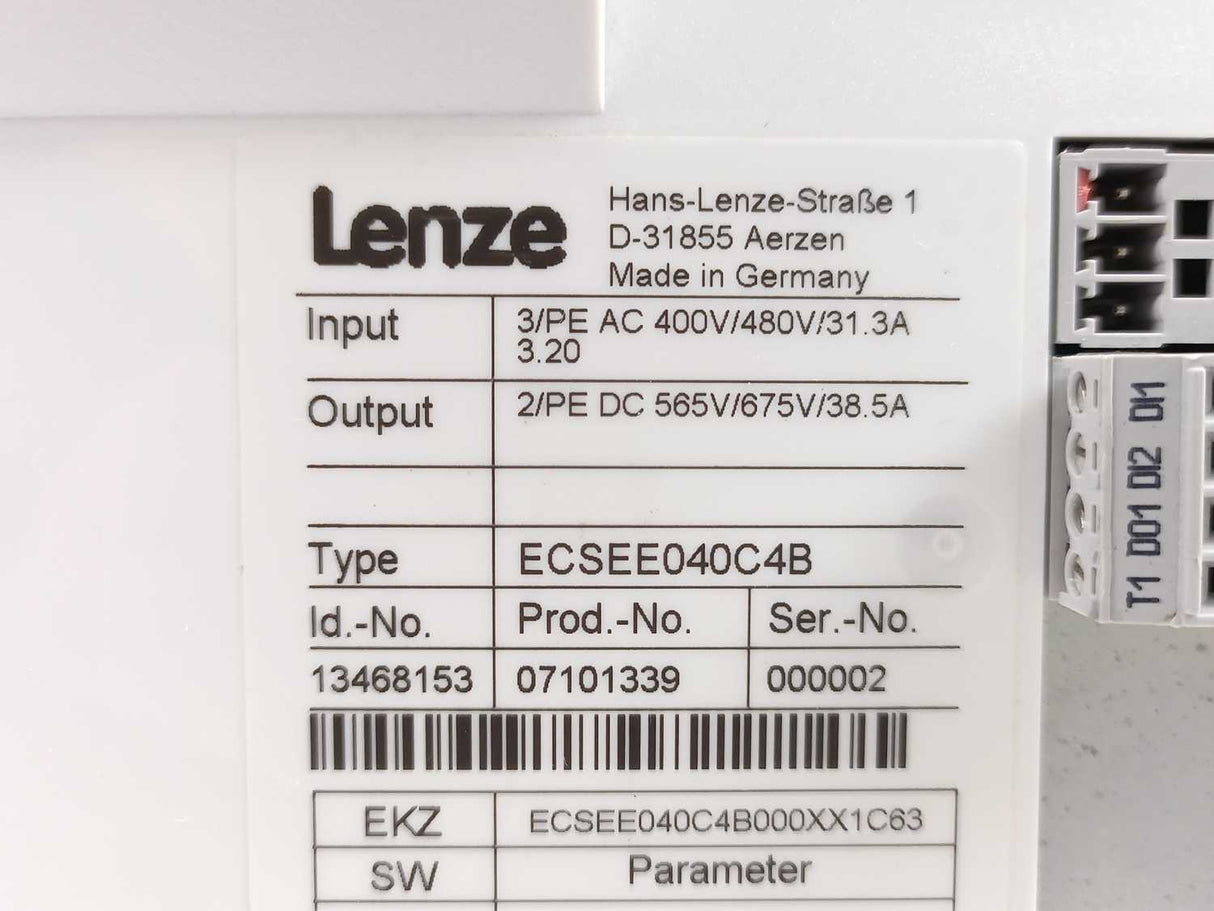 Lenze
Hans-Lenze-Straße 1
D-31855 Aerzen
Made in Germany
Input 3/PE AC 400V/480V/31.3A
3.20
Output 2/PE DC 565V/675V/38.5A
Type ECSEE040C4B
Id.-No. Prod.-No. Ser.-No.
13468153 07101339 000002
EKZ ECSEE040C4B000XX1C63
SW Parameter
T1 DO1 DI2 DI1